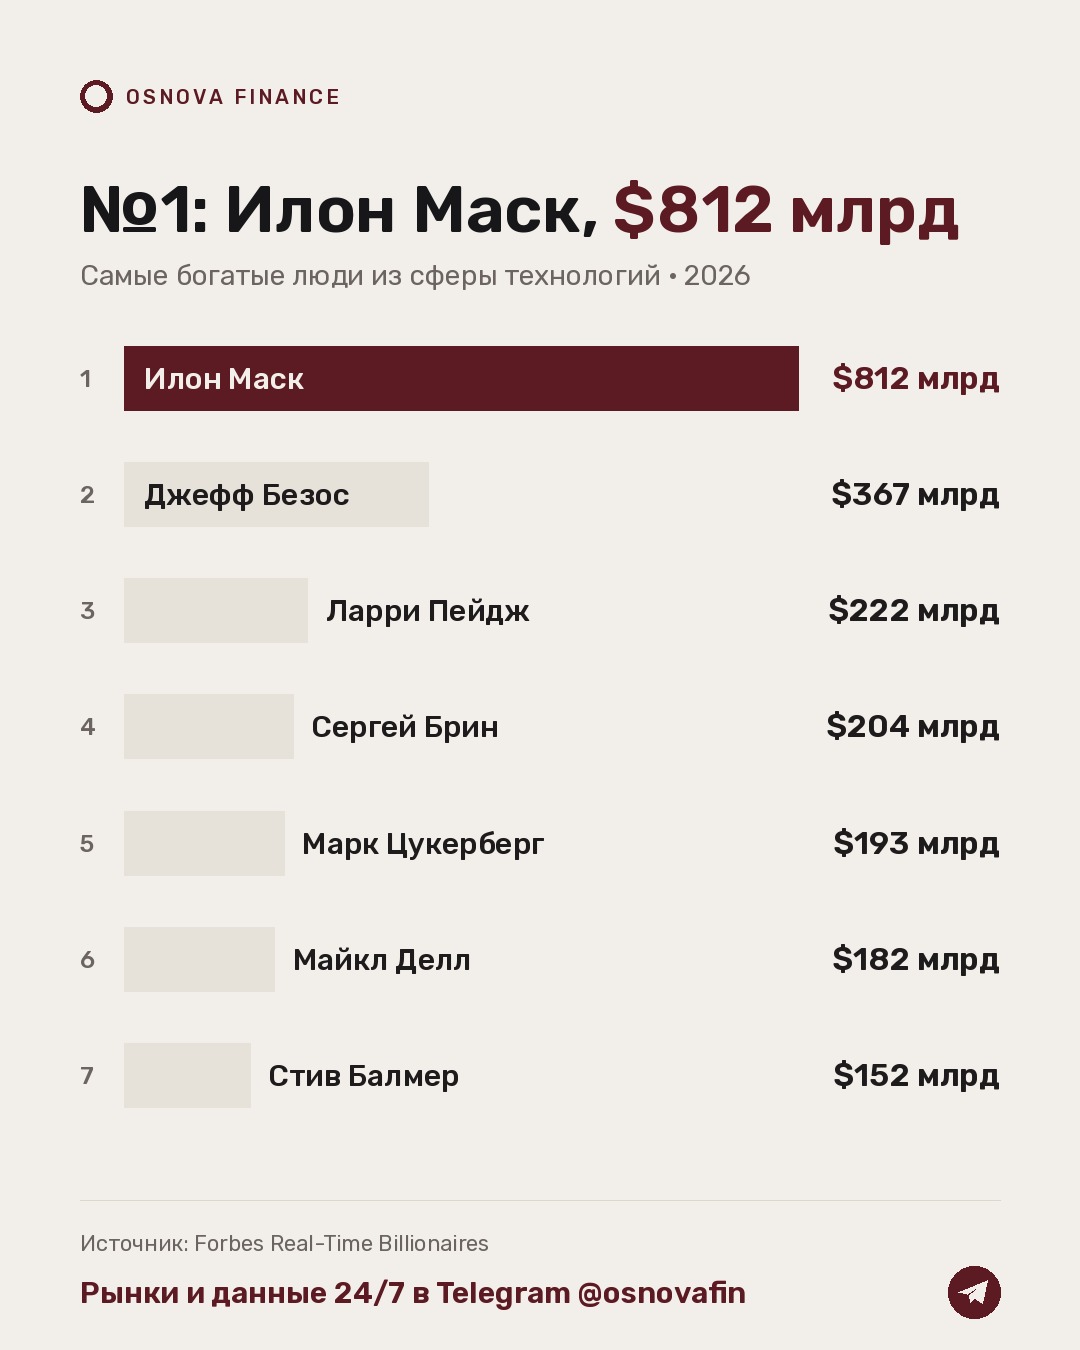 OSNOVA FINANCE
№1: Илон Маск, $812 млрд
Самые богатые люди из сферы технологий • 2026
1 Илон Маск $812 млрд
2 Джефф Безос $367 млрд
3 Ларри Пейдж $222 млрд
4 Сергей Брин $204 млрд
5 Марк Цукерберг $193 млрд
6 Майкл Делл $182 млрд
7 Стив Балмер $152 млрд
Источник: Forbes Real-Time Billionaires
Рынки и данные 24/7 в Telegram @osnovafin